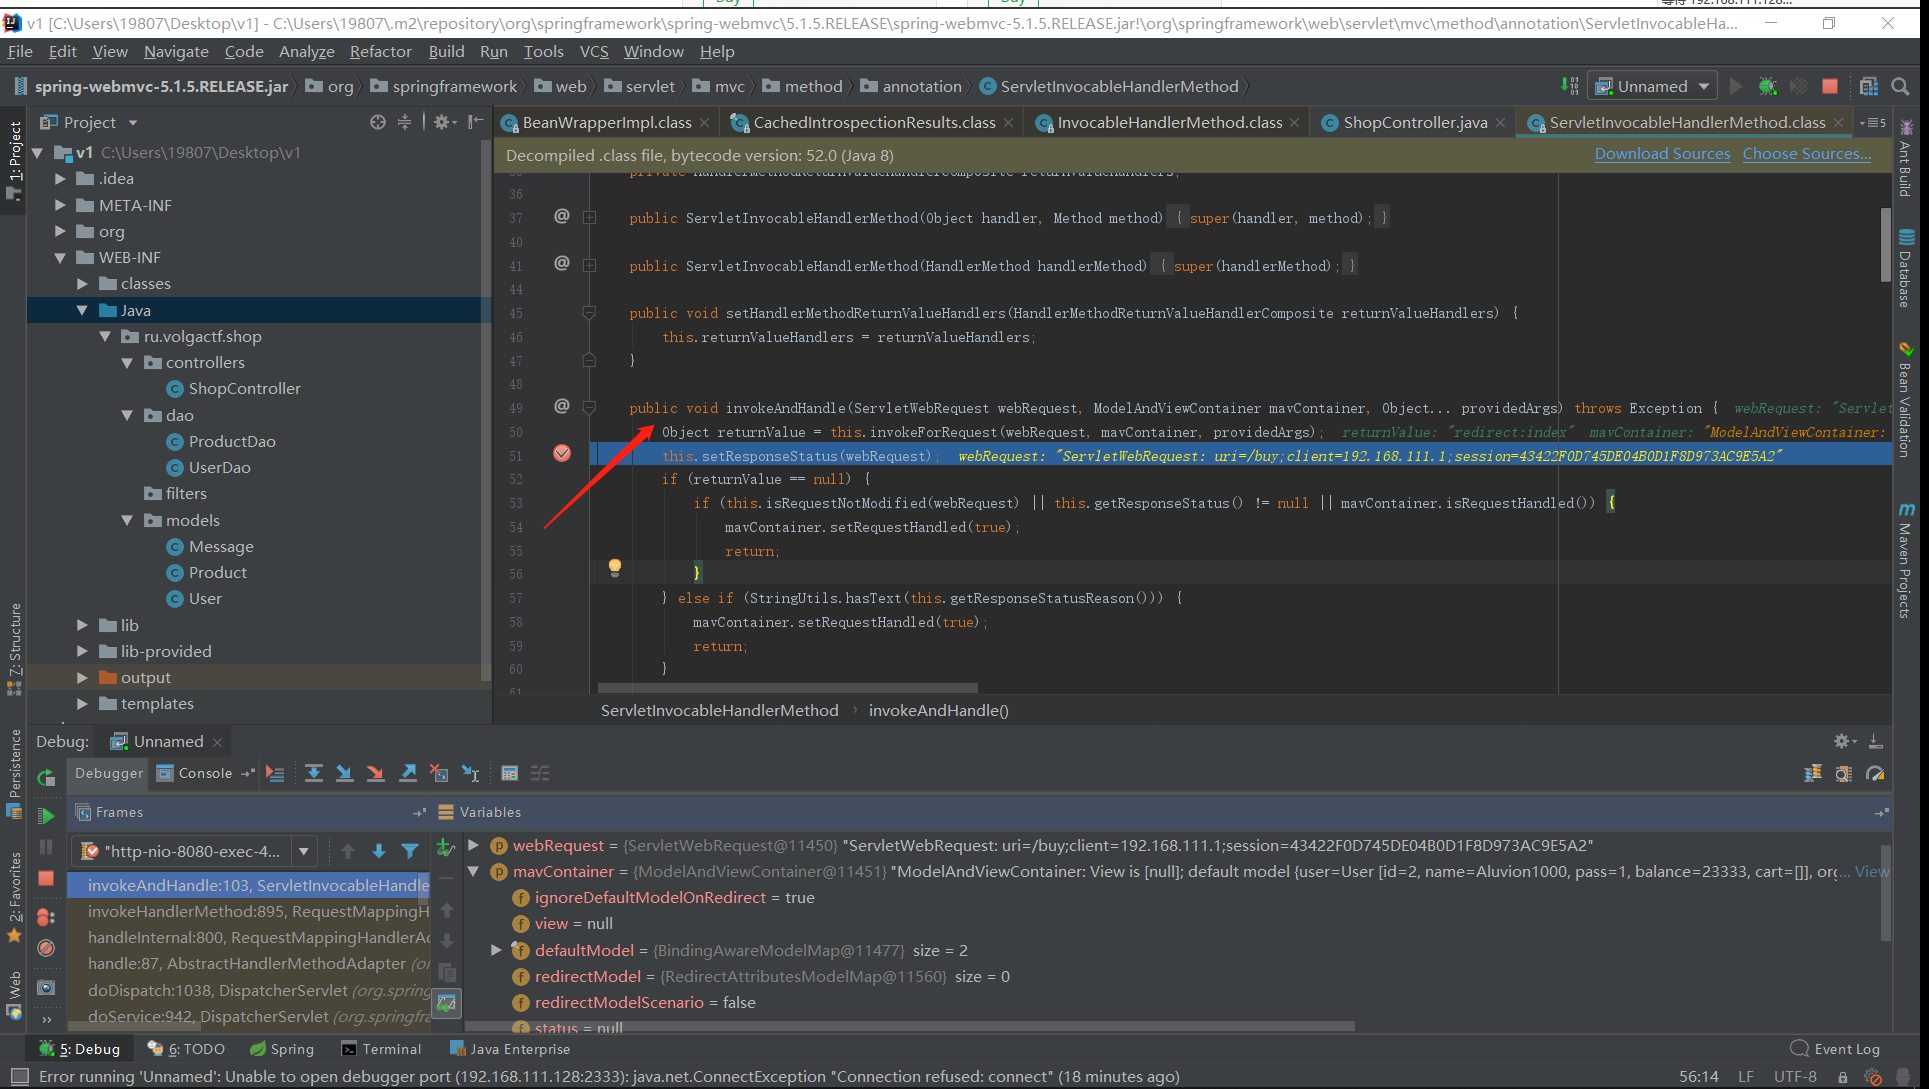 v1 [C:\Users\19807\Desktop\v1] - C:\Users\19807\.m2\repository\org\springframework\spring-webmvc\5.1.5.RELEASE\spring-webmvc-5.1.5.RELEASE.jar!\org\springframework\web\servlet\mvc\method\annotation\ServletInvocableHa...
File Edit View Navigate Code Analyze Refactor Build Run Tools VCS Window Help
spring-webmvc-5.1.5.RELEASE.jar org springframework web servlet mvc method annotation ServletInvocableHandlerMethod Unnamed
Project BeanWrapperImpl.class CachedIntrospectionResults.class InvocableHandlerMethod.class ShopController.java ServletInvocableHandlerMethod.class 5
Decompiled .class file, bytecode version: 52.0 (Java 8) Download Sources Choose Sources...
1: Project
7: Structure
Persistence
2: Favorites
Web
v1 C:\Users\19807\Desktop\v1
.idea
META-INF
org
WEB-INF
classes
Java
ru.volgactf.shop
controllers
ShopController
dao
ProductDao
UserDao
filters
models
Message
Product
User
lib
lib-provided
output
templates
private HandlerMethodReturnValueHandlerComposite returnValueHandlers;
36
37 @ public ServletInvocableHandlerMethod(Object handler, Method method) { super(handler, method); }
40
41 @ public ServletInvocableHandlerMethod(HandlerMethod handlerMethod) { super(handlerMethod); }
44
45 public void setHandlerMethodReturnValueHandlers(HandlerMethodReturnValueHandlerComposite returnValueHandlers) {
46 this.returnValueHandlers = returnValueHandlers;
47 }
48
49 @ public void invokeAndHandle(ServletWebRequest webRequest, ModelAndViewContainer mavContainer, Object... providedArgs) throws Exception { webRequest: "Servlet
50 Object returnValue = this.invokeForRequest(webRequest, mavContainer, providedArgs); returnValue: "redirect:index" mavContainer: "ModelAndViewContainer:
51 this.setResponseStatus(webRequest); webRequest: "ServletWebRequest: uri=/buy;client=192.168.111.1;session=43422F0D745DE04B0D1F8D973AC9E5A2"
52 if (returnValue == null) {
53 if (this.isRequestNotModified(webRequest) || this.getResponseStatus() != null || mavContainer.isRequestHandled()) {
54 mavContainer.setRequestHandled(true);
55 return;
56 }
57 } else if (StringUtils.hasText(this.getResponseStatusReason())) {
58 mavContainer.setRequestHandled(true);
59 return;
60 }
61
ServletInvocableHandlerMethod invokeAndHandle()
Ant Build
Database
Bean Validation
Maven Projects
Debug: Unnamed
Debugger Console
Frames
"http-nio-8080-exec-4...
invokeAndHandle:103, ServletInvocableHandle
invokeHandlerMethod:895, RequestMappingH
handleInternal:800, RequestMappingHandlerAd
handle:87, AbstractHandlerMethodAdapter (or
doDispatch:1038, DispatcherServlet (org.spring
doService:942, DispatcherServlet (org.springfra
Variables
webRequest = {ServletWebRequest@11450} "ServletWebRequest: uri=/buy;client=192.168.111.1;session=43422F0D745DE04B0D1F8D973AC9E5A2"
mavContainer = {ModelAndViewContainer@11451} "ModelAndViewContainer: View is [null]; default model {user=User [id=2, name=Aluvion1000, pass=1, balance=23333, cart=[]], org... View
ignoreDefaultModelOnRedirect = true
view = null
defaultModel = {BindingAwareModelMap@11477} size = 2
redirectModel = {RedirectAttributesModelMap@11560} size = 0
redirectModelScenario = false
status = null
5: Debug 6: TODO Spring Terminal Java Enterprise Event Log
Error running 'Unnamed': Unable to open debugger port (192.168.111.128:2333): java.net.ConnectException "Connection refused: connect" (18 minutes ago) 56:14 LF UTF-8